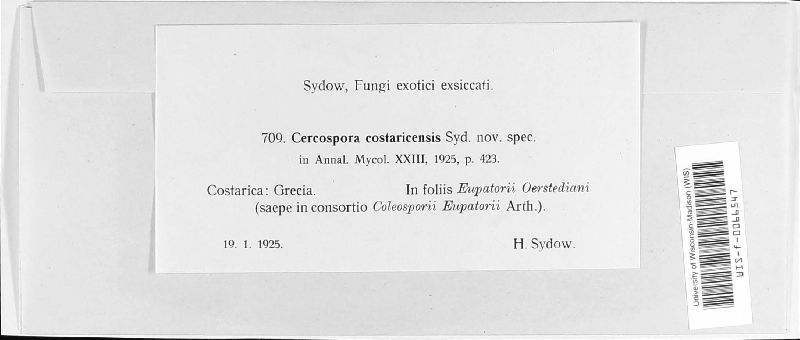 Sydow, Fungi exotici exsiccati.
709. Cercospora costaricensis Syd. nov. spec.
in Annal. Mycol. XXIII, 1925, p. 423.
Costarica: Grecia. In foliis Eupatorii Oerstediani
(saepe in consortio Coleosporii Eupatorii Arth.).
19. 1. 1925. H. Sydow.
University of Wisconsin-Madison (WIS)
WIS-f-0066547